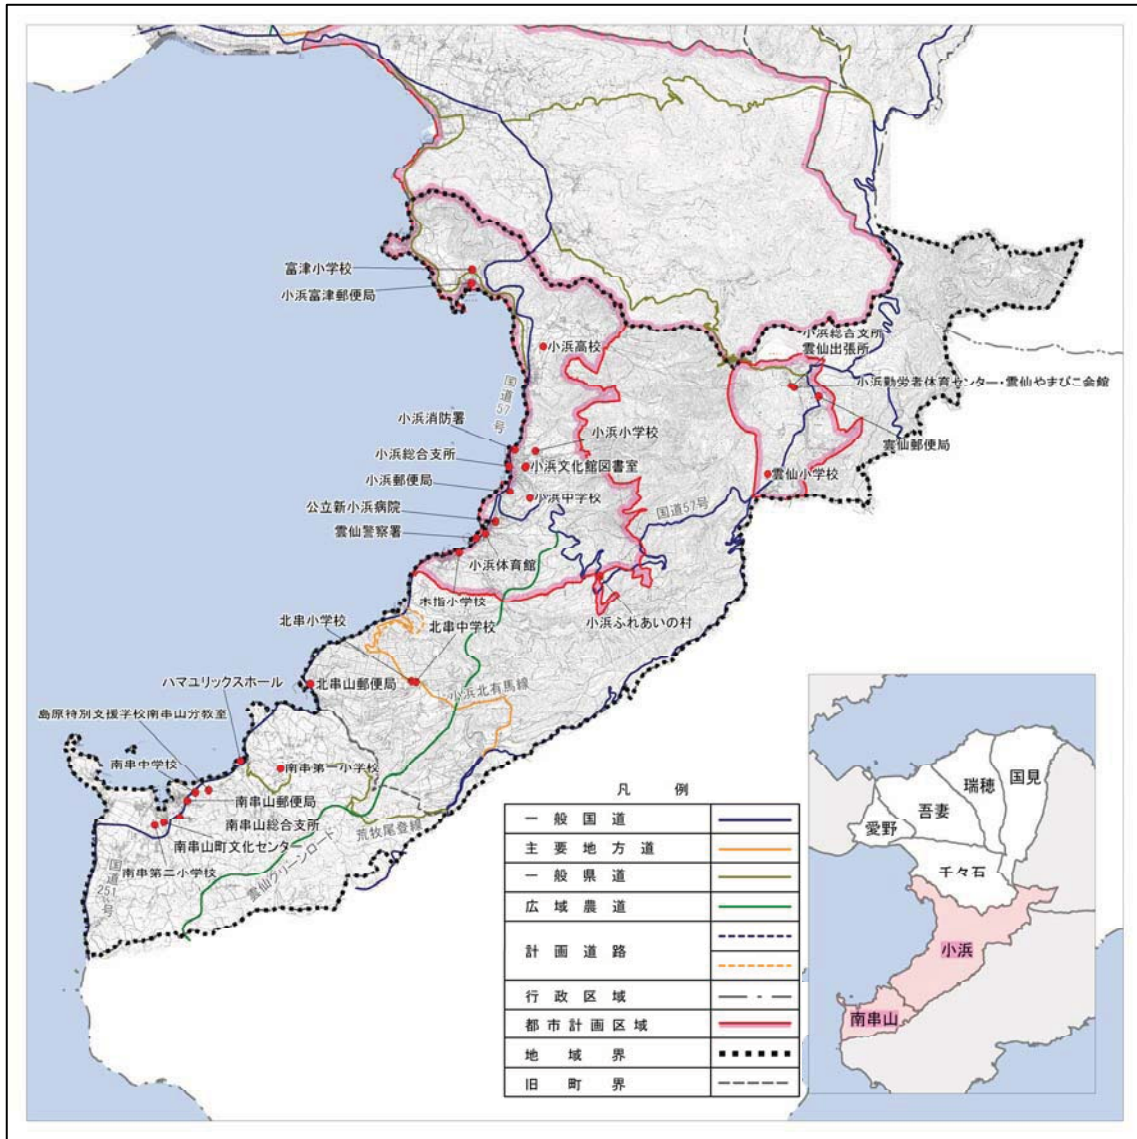 富津小学校
小浜富津郵便局
小浜高校
国道57号
小浜総合支所
雲仙出張所
小浜勤労者体育センター・雲仙やまびこ会館
小浜消防署
小浜小学校
雲仙郵便局
小浜総合支所
小浜文化館図書室
雲仙小学校
小浜郵便局
小浜中学校
公立新小浜病院
国道57号
雲仙警察署
小浜体育館
木指小学校
北串小学校
北串中学校
小浜ふれあいの村
ハマユリックスホール
北串山郵便局
小浜北有馬線
島原特別支援学校南串山分教室
南串中学校
南串第一小学校
南串山郵便局
南串山総合支所
荒牧尾登線
南串山町文化センター
南串第二小学校
国道251号
雲仙グリーンロード
凡例
一般国道
主要地方道
一般県道
広域農道
計画道路
行政区域
都市計画区域
地域界
旧町界
国見
瑞穂
吾妻
愛野
千々石
小浜
南串山